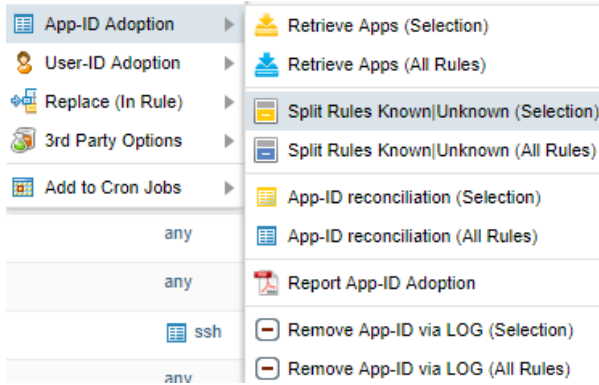 App-ID Adoption
User-ID Adoption
Replace (In Rule)
3rd Party Options
Add to Cron Jobs
any
any
ssh
any
Retrieve Apps (Selection)
Retrieve Apps (All Rules)
Split Rules Known|Unknown (Selection)
Split Rules Known|Unknown (All Rules)
App-ID reconciliation (Selection)
App-ID reconciliation (All Rules)
Report App-ID Adoption
Remove App-ID via LOG (Selection)
Remove App-ID via LOG (All Rules)